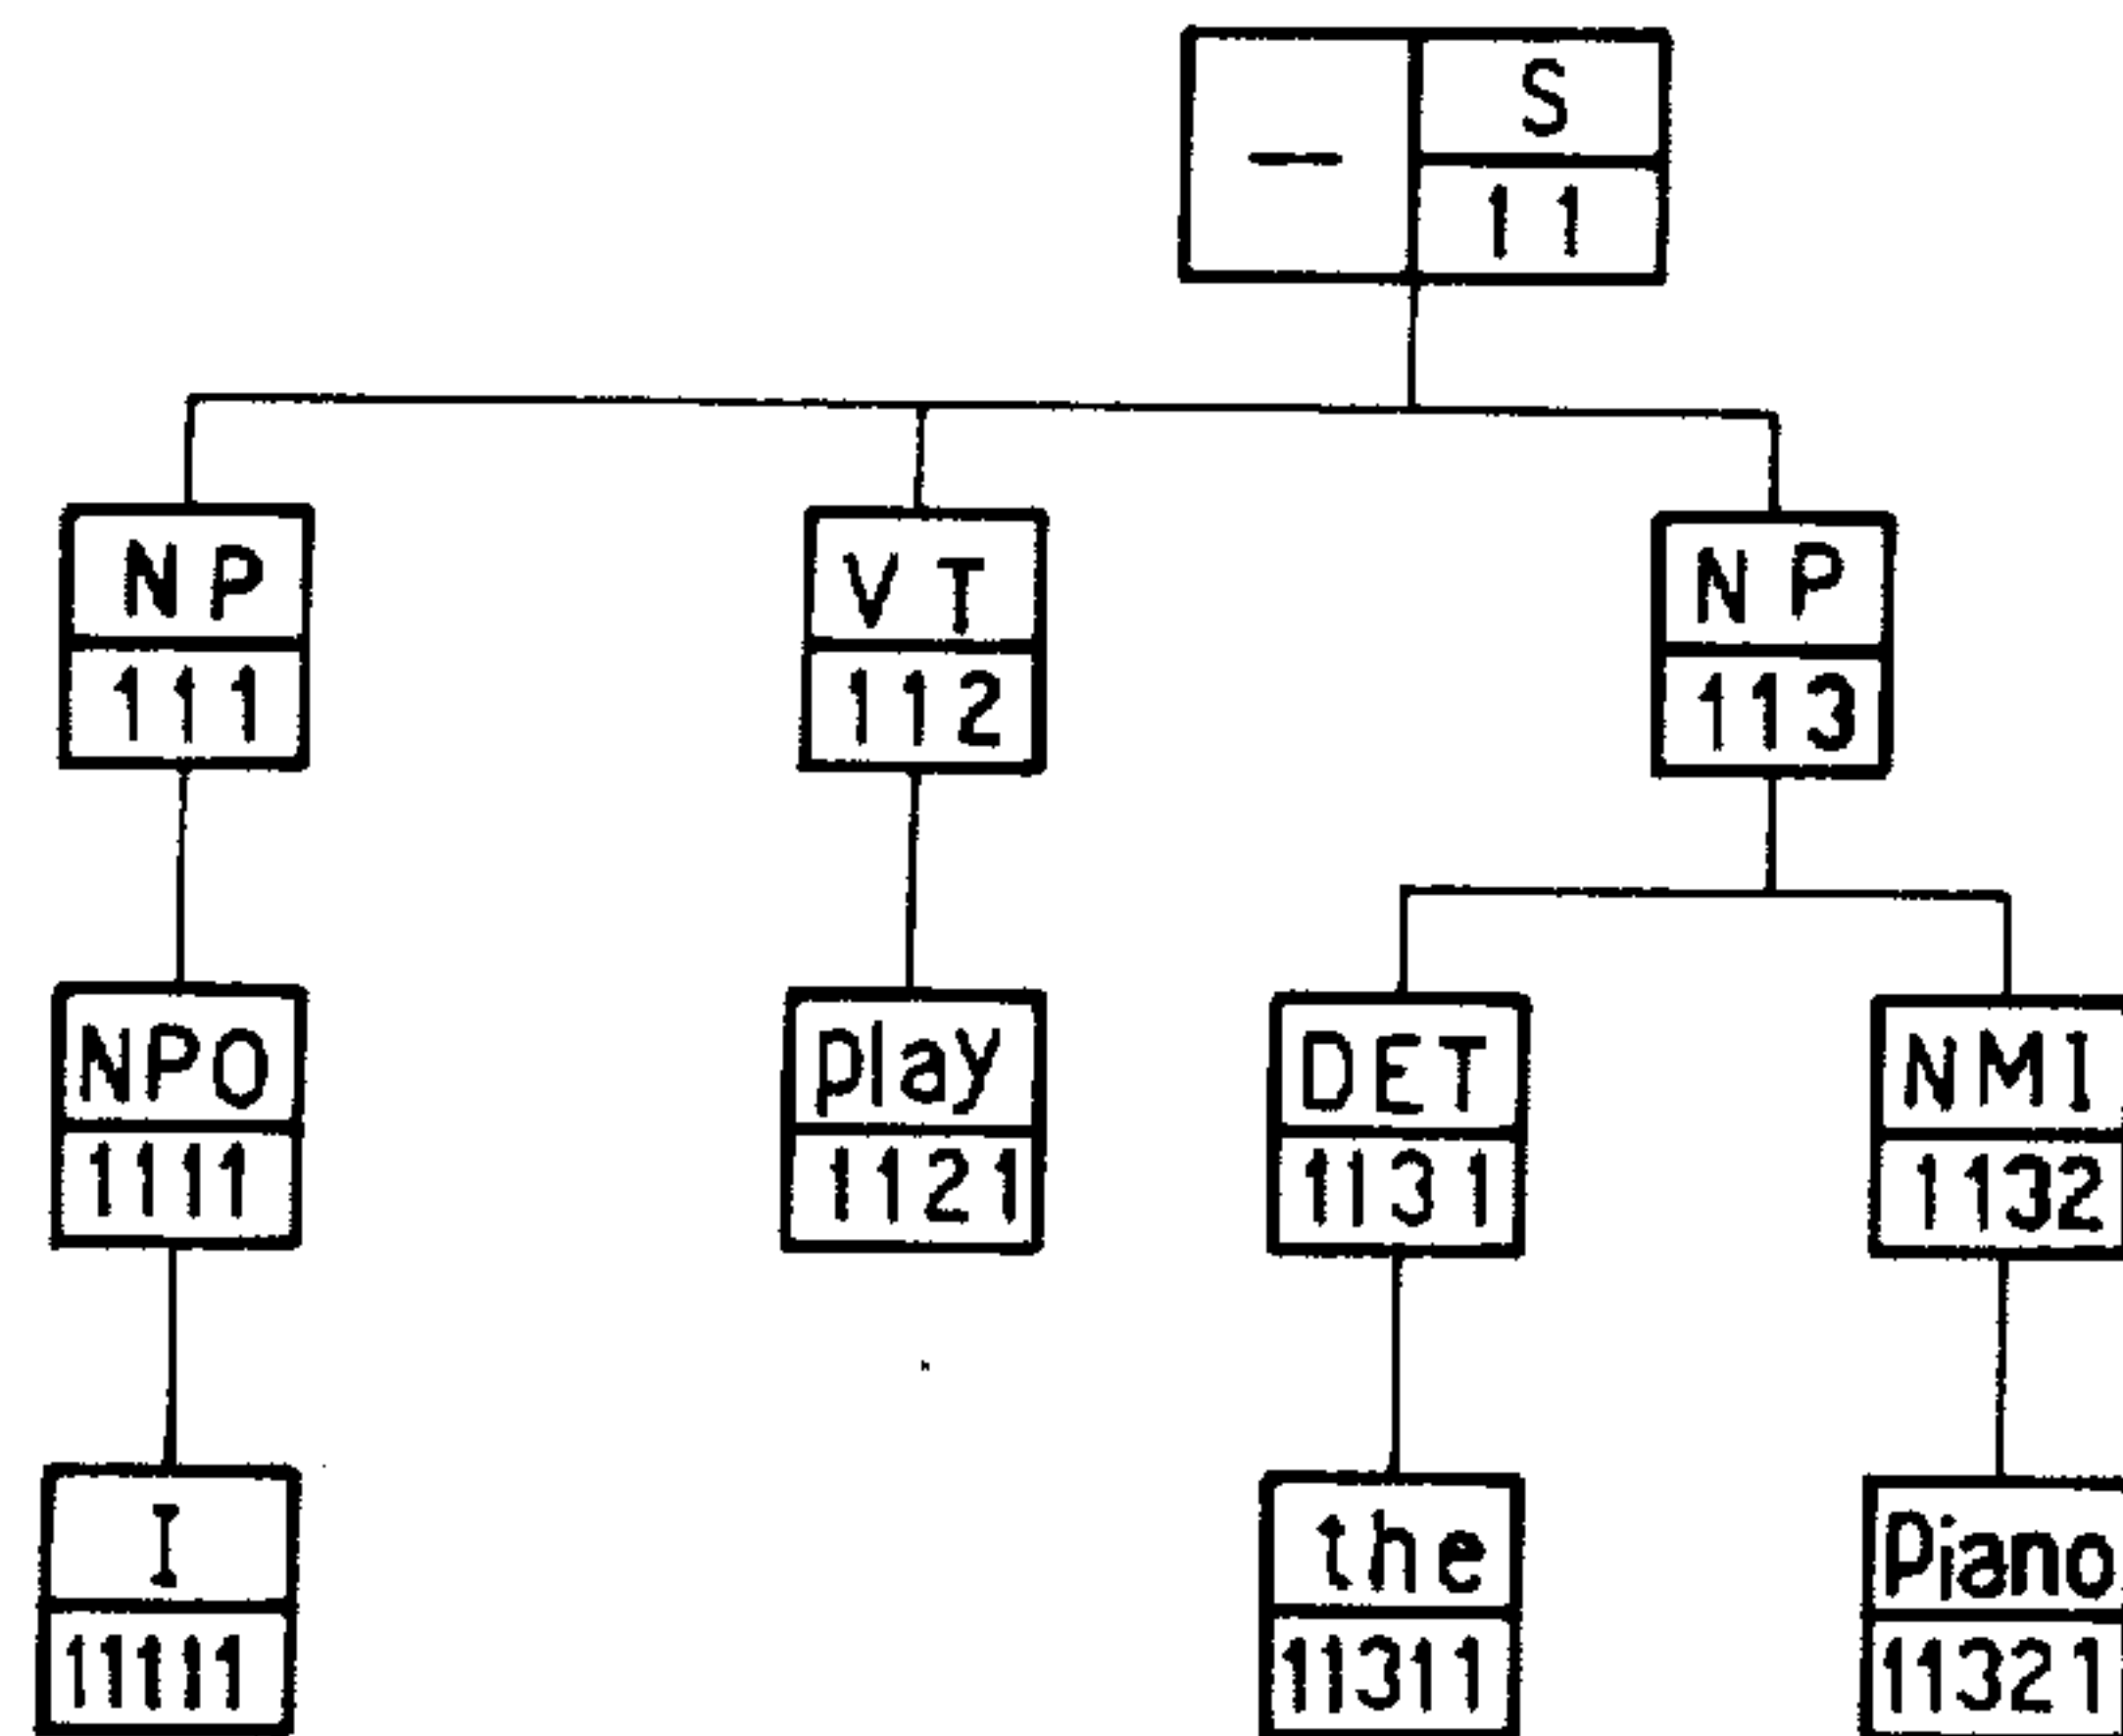 — S
11
NP VT NP
111 112 113
NPO play DET NMI
1111 1121 1131 1132
I the Piano
11111 11311 11321